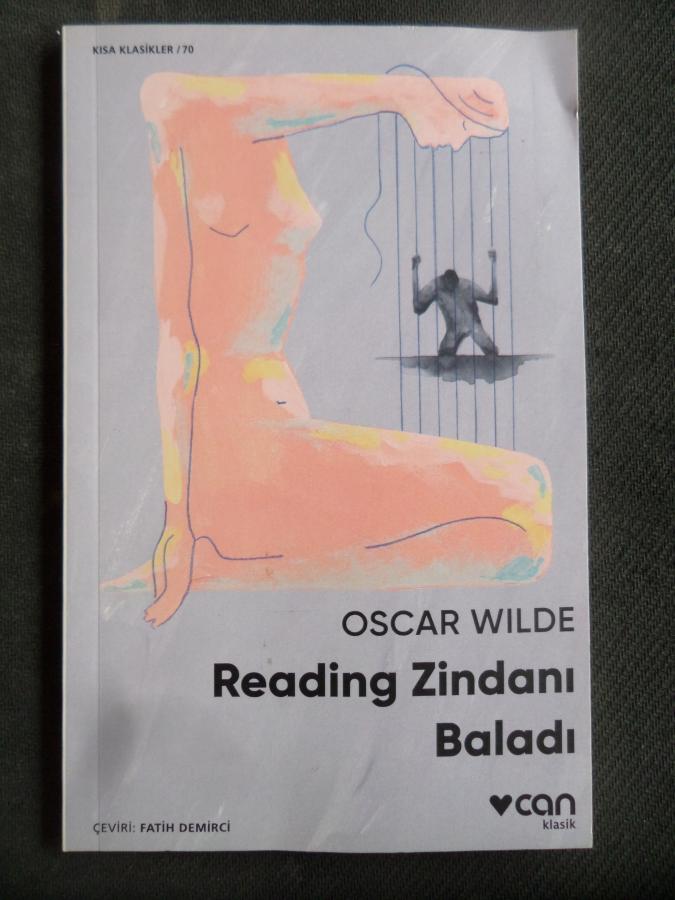 KISA KLASİKLER / 70
OSCAR WILDE
Reading Zindanı
Baladı
can
klasik
ÇEVİRİ: FATİH DEMİRCİ